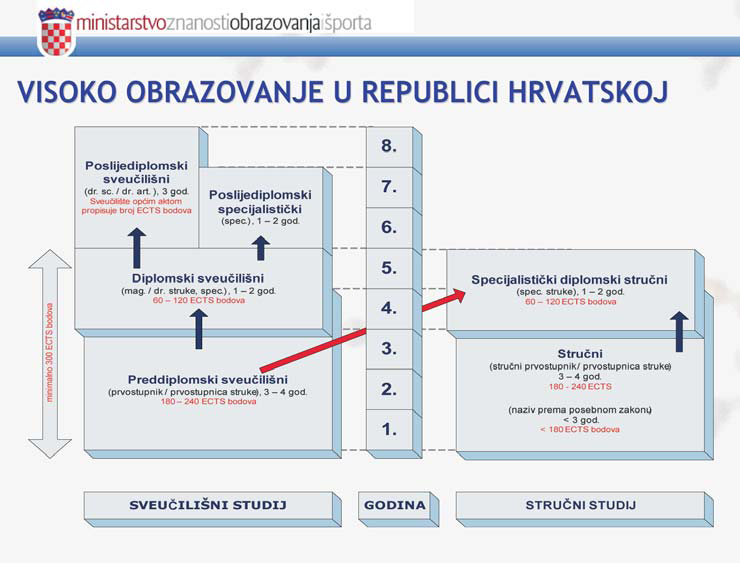 ministarstvoznanostiobrazovanjaišporta
VISOKO OBRAZOVANJE U REPUBLICI HRVATSKOJ
Poslijediplomski
sveučilišni
(dr. sc. / dr. art. ), 3 god.
Sveučilište općim aktom
propisuje broj ECTS bodova
Poslijediplomski
specijalistički
(spec.), 1 – 2 god.
Diplomski sveučilišni
(mag. / dr. struke, spec.), 1 – 2 god.
60 – 120 ECTS bodova
Preddiplomski sveučilišni
(prvostupnik / prvostupnica struke), 3 – 4 god.
180 – 240 ECTS bodova
minimalno 300 ECTS bodova
8.
7.
6.
5.
4.
3.
2.
1.
Specijalistički diplomski stručni
(spec. struke), 1 – 2 god.
60 – 120 ECTS bodova
Stručni
(stručni prvostupnik / prvostupnica struke)
3 – 4 god.
180 - 240 ECTS
(naziv prema posebnom zakonu)
< 3 god.
< 180 ECTS bodova
SVEUČILIŠNI STUDIJ
GODINA
STRUČNI STUDIJ